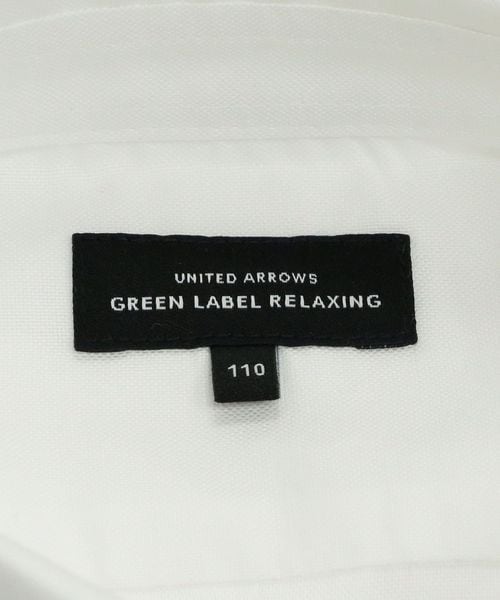 UNITED ARROWS
GREEN LABEL RELAXING
110